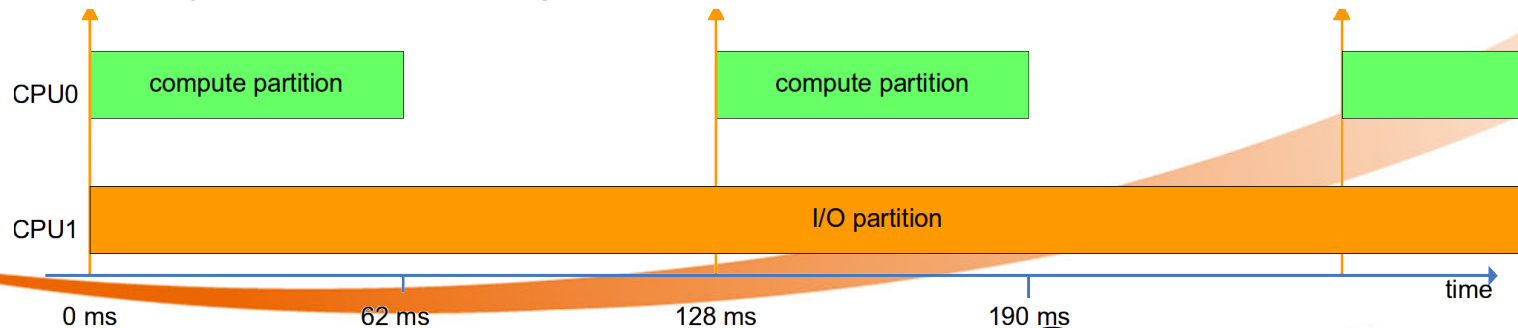 compute partition
compute partition
CPU0
I/O partition
CPU1
time
0 ms
62 ms
128 ms
190 ms